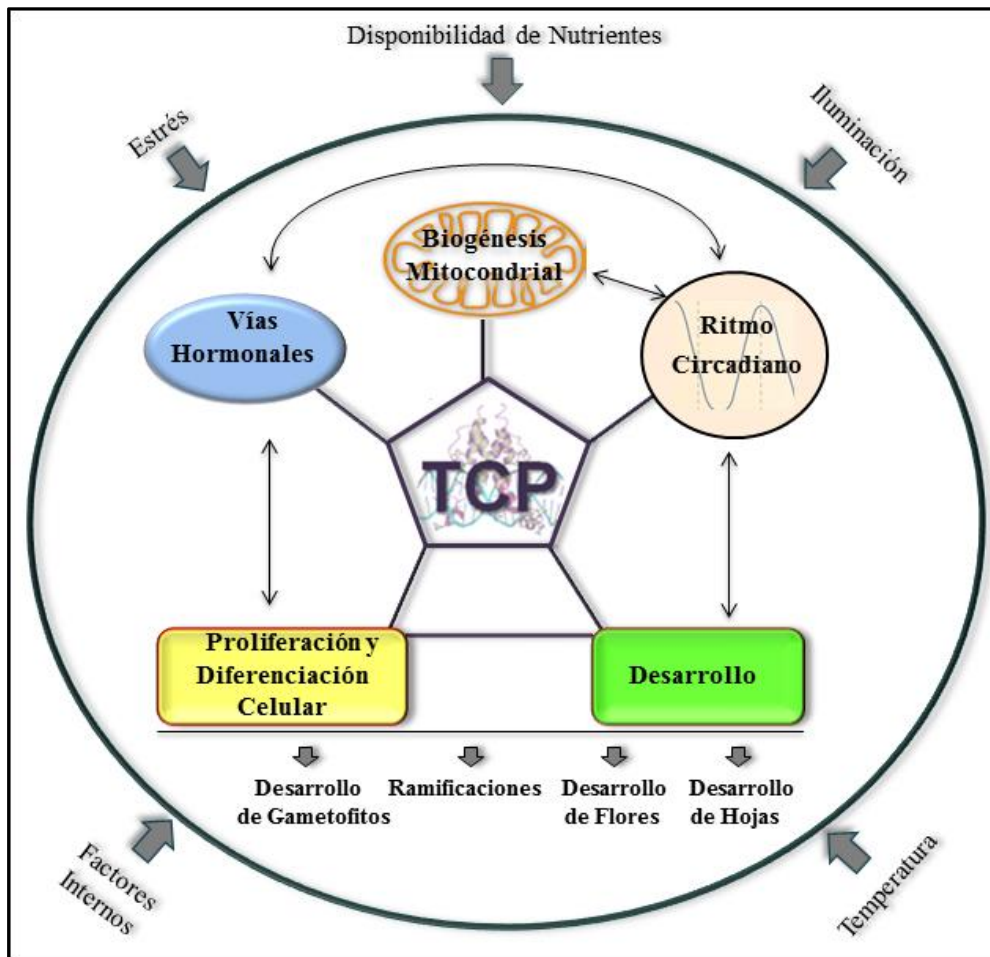 Disponibilidad de Nutrientes
Estrés
Iluminación
Biogénesis
Mitocondrial
Vías
Hormonales
Ritmo
Circadiano
TCP
Proliferación y
Diferenciación
Celular
Desarrollo
Desarrollo
de Gametofitos
Ramificaciones
Desarrollo
de Flores
Desarrollo
de Hojas
Factores
Internos
Temperatura